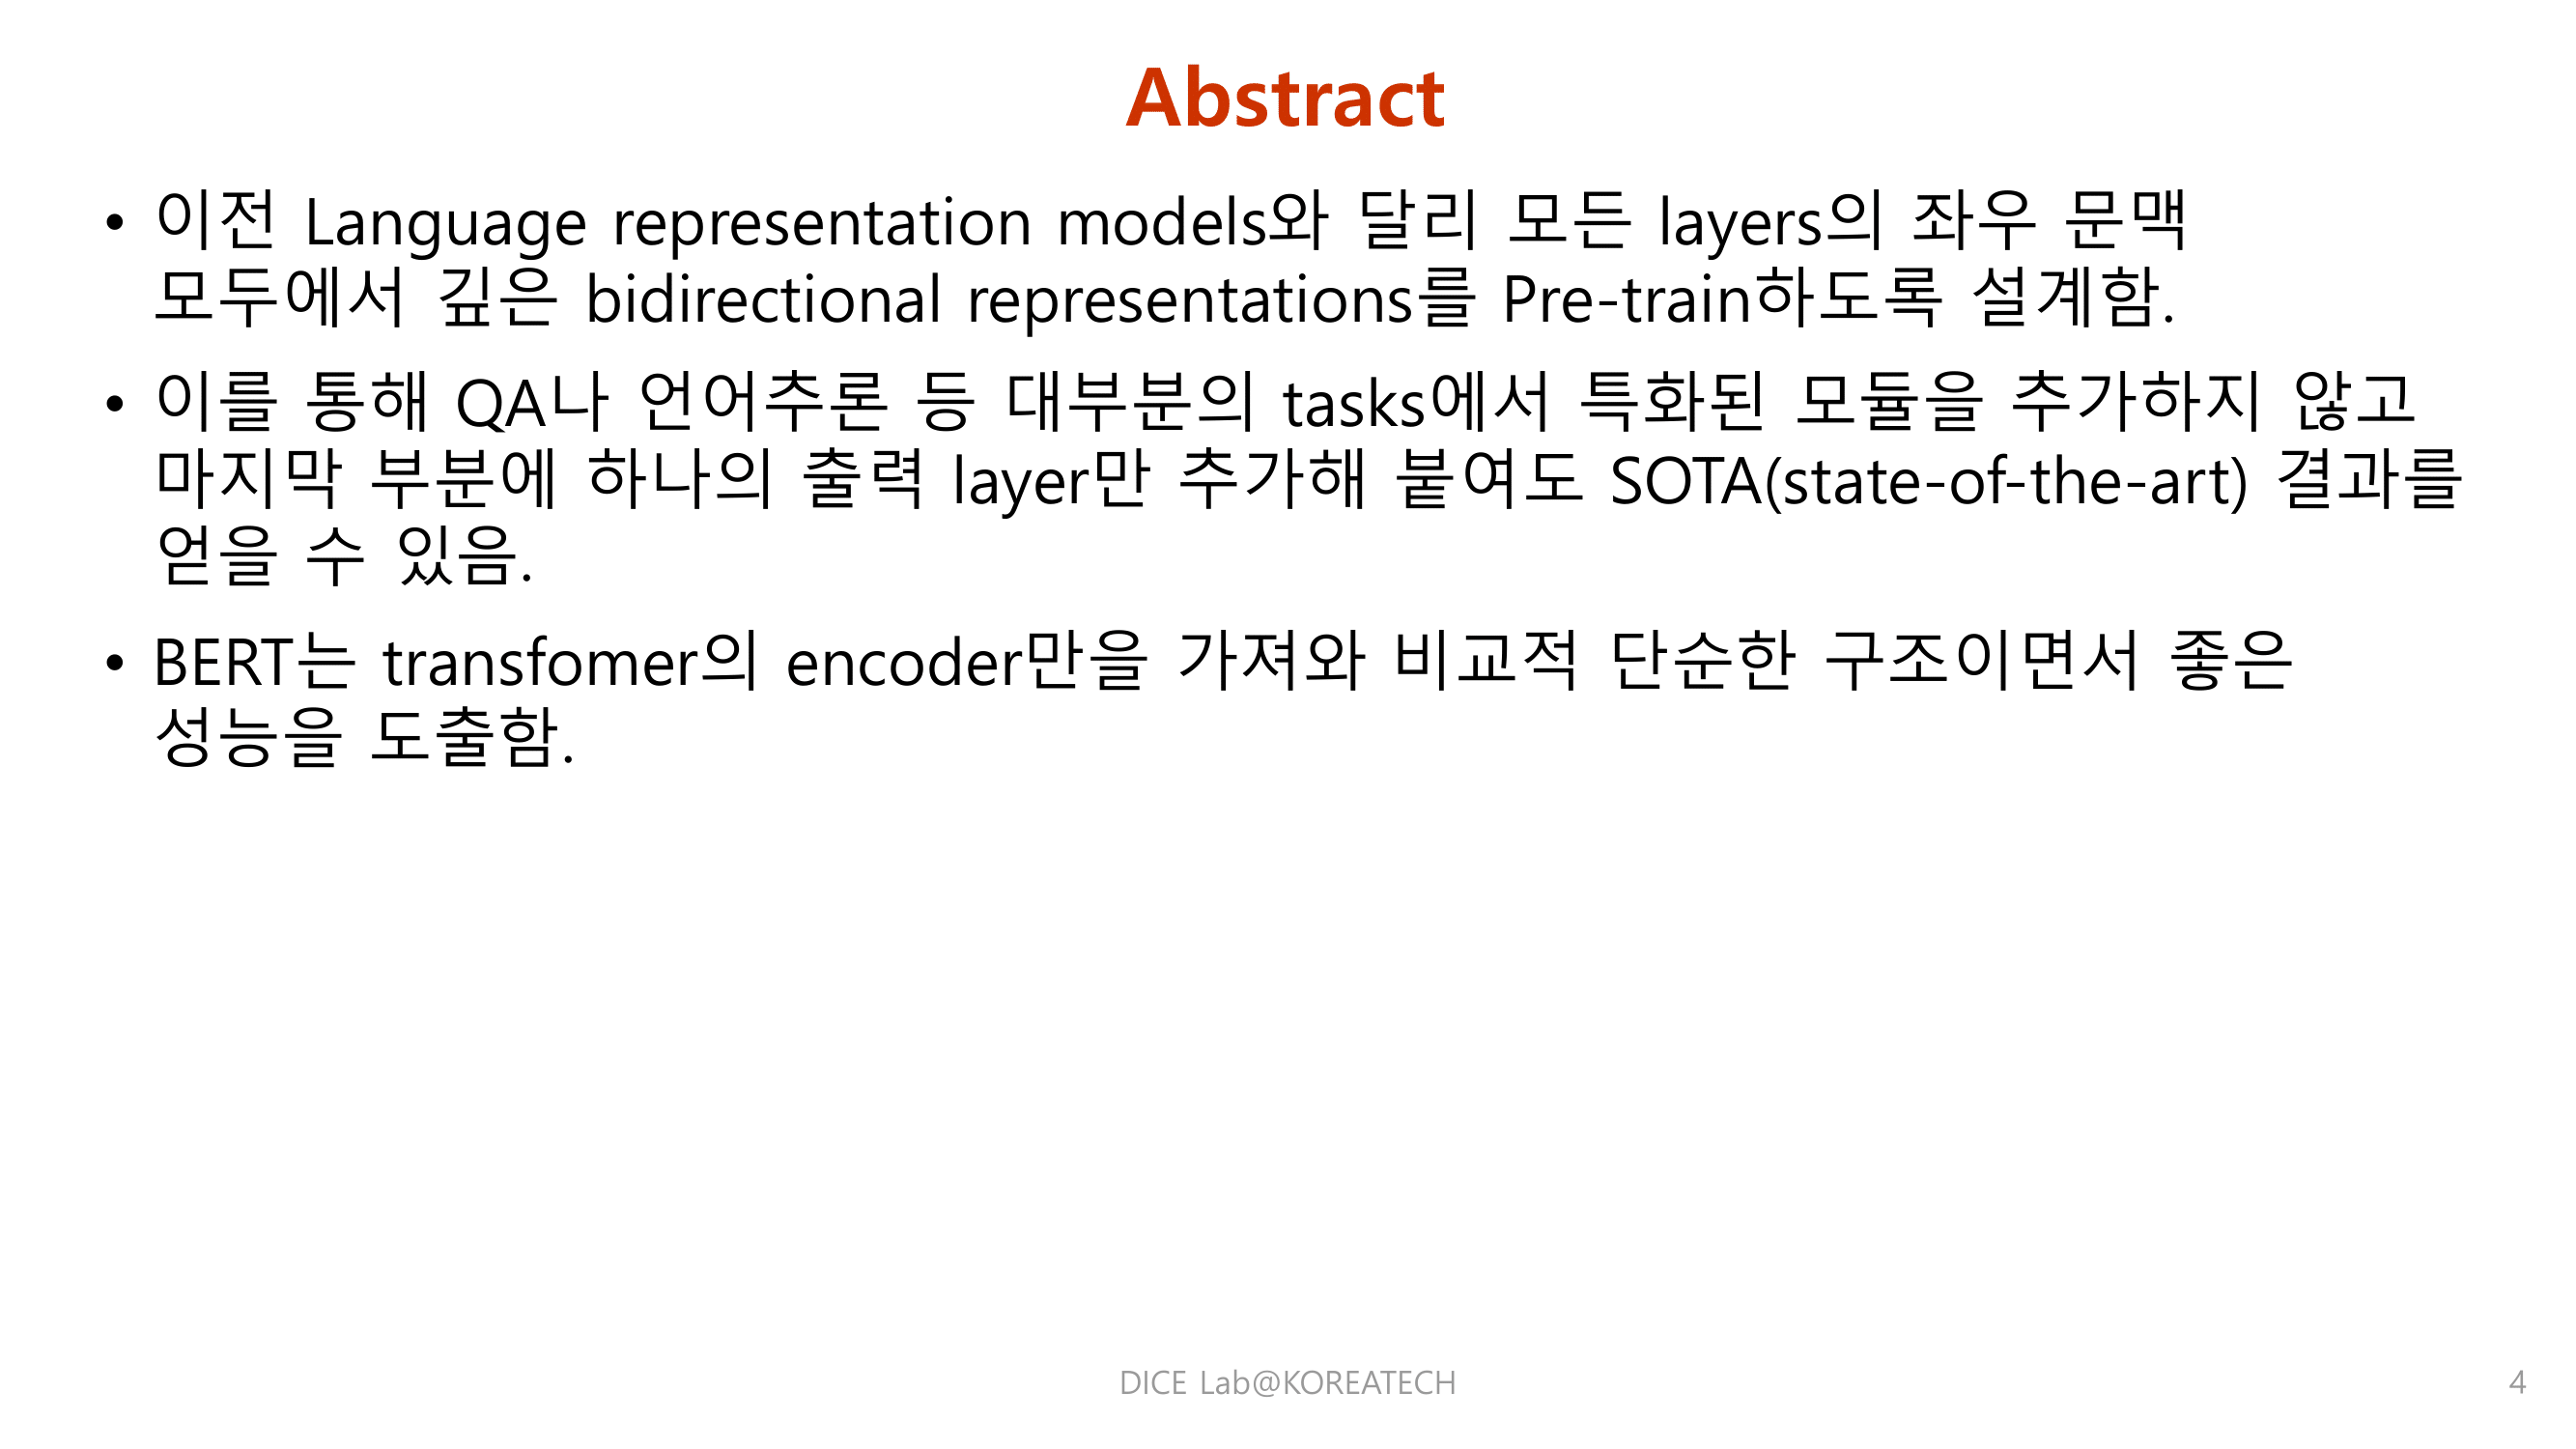 Abstract
• 이전 Language representation models와 달리 모든 layers의 좌우 문맥
모두에서 깊은 bidirectional representations를 Pre-train하도록 설계함.
• 이를 통해 QA나 언어추론 등 대부분의 tasks에서 특화된 모듈을 추가하지 않고
마지막 부분에 하나의 출력 layer만 추가해 붙여도 SOTA(state-of-the-art) 결과를
얻을 수 있음.
• BERT는 transfomer의 encoder만을 가져와 비교적 단순한 구조이면서 좋은
성능을 도출함.
DICE Lab@KOREATECH
4